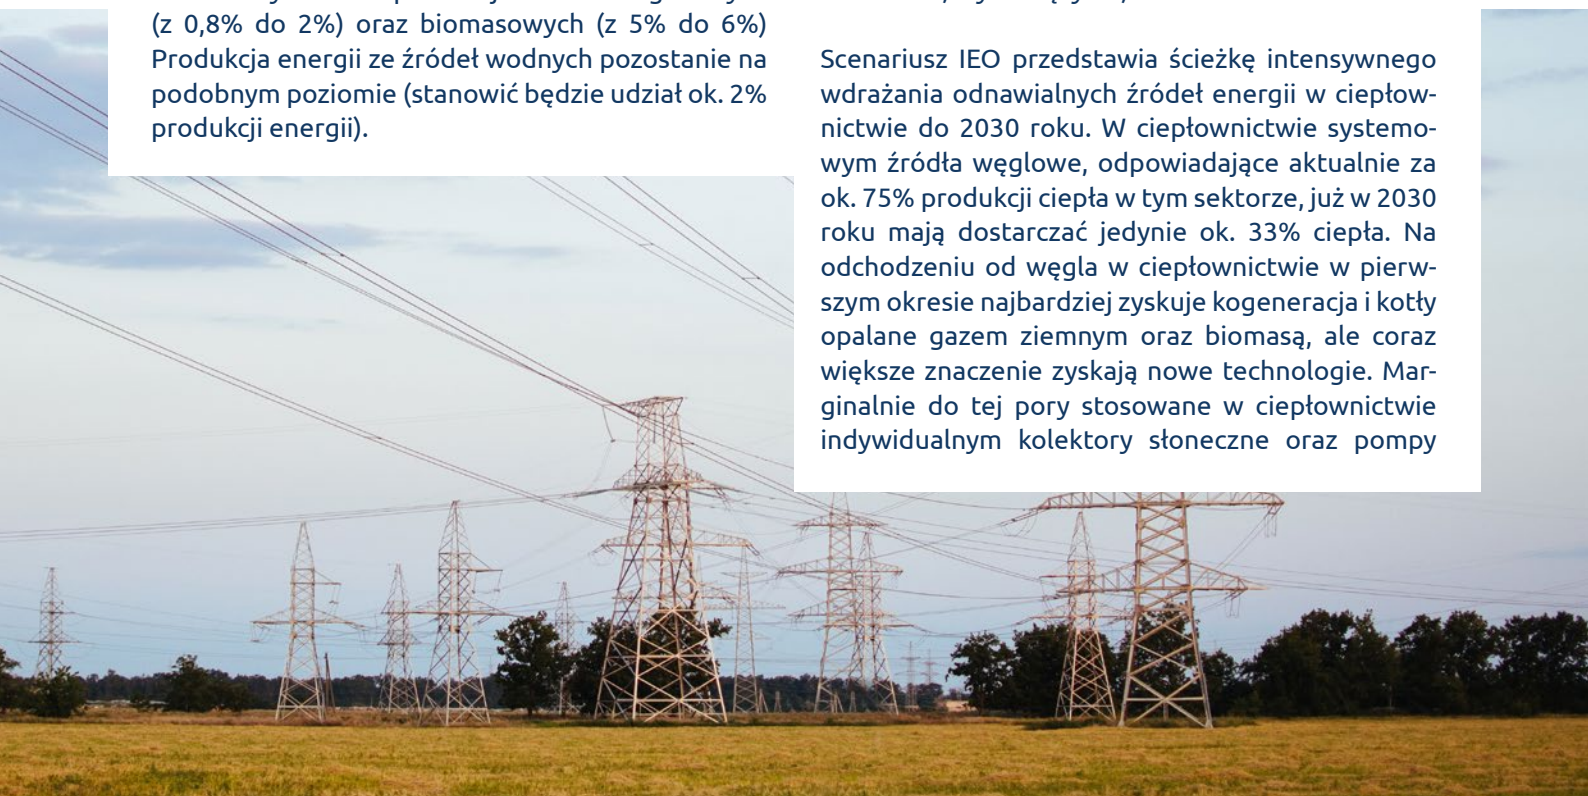 (z 0,8% do 2%) oraz biomasowych (z 5% do 6%)
Produkcja energii ze źródeł wodnych pozostanie na
podobnym poziomie (stanowić będzie udział ok. 2%
produkcji energii).
Scenariusz IEO przedstawia ścieżkę intensywnego
wdrażania odnawialnych źródeł energii w ciepłow-
nictwie do 2030 roku. W ciepłownictwie systemo-
wym źródła węglowe, odpowiadające aktualnie za
ok. 75% produkcji ciepła w tym sektorze, już w 2030
roku mają dostarczać jedynie ok. 33% ciepła. Na
odchodzeniu od węgla w ciepłownictwie w pierw-
szym okresie najbardziej zyskuje kogeneracja i kotły
opalane gazem ziemnym oraz biomasą, ale coraz
większe znaczenie zyskają nowe technologie. Mar-
ginalnie do tej pory stosowane w ciepłownictwie
indywidualnym kolektory słoneczne oraz pompy